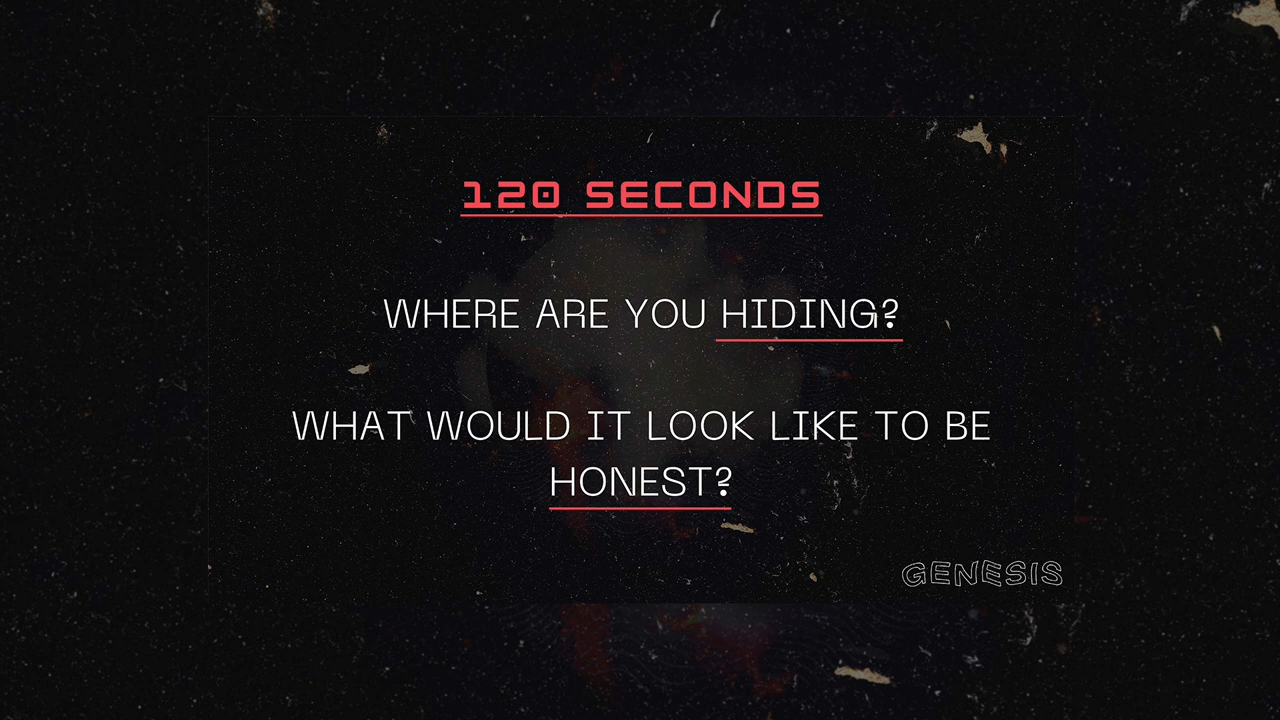 120 SECONDS
WHERE ARE YOU HIDING?
WHAT WOULD IT LOOK LIKE TO BE
HONEST?
GENESIS